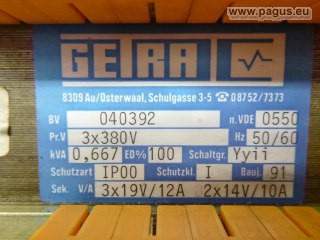 www.pagus.eu
GETRA
8309 Au/Osterwaal, Schulgasse 3-5 ☎ 08752/7373
BV 040392 n.VDE 0550
Pr.V 3x380V Hz 50/60
kVA 0,667 ED% 100 Schaltgr. Yyii
Schutzart IP00 Schutzkl. I Bauj. 91
Sek. V/A 3x19V/12A 2x14V/10A